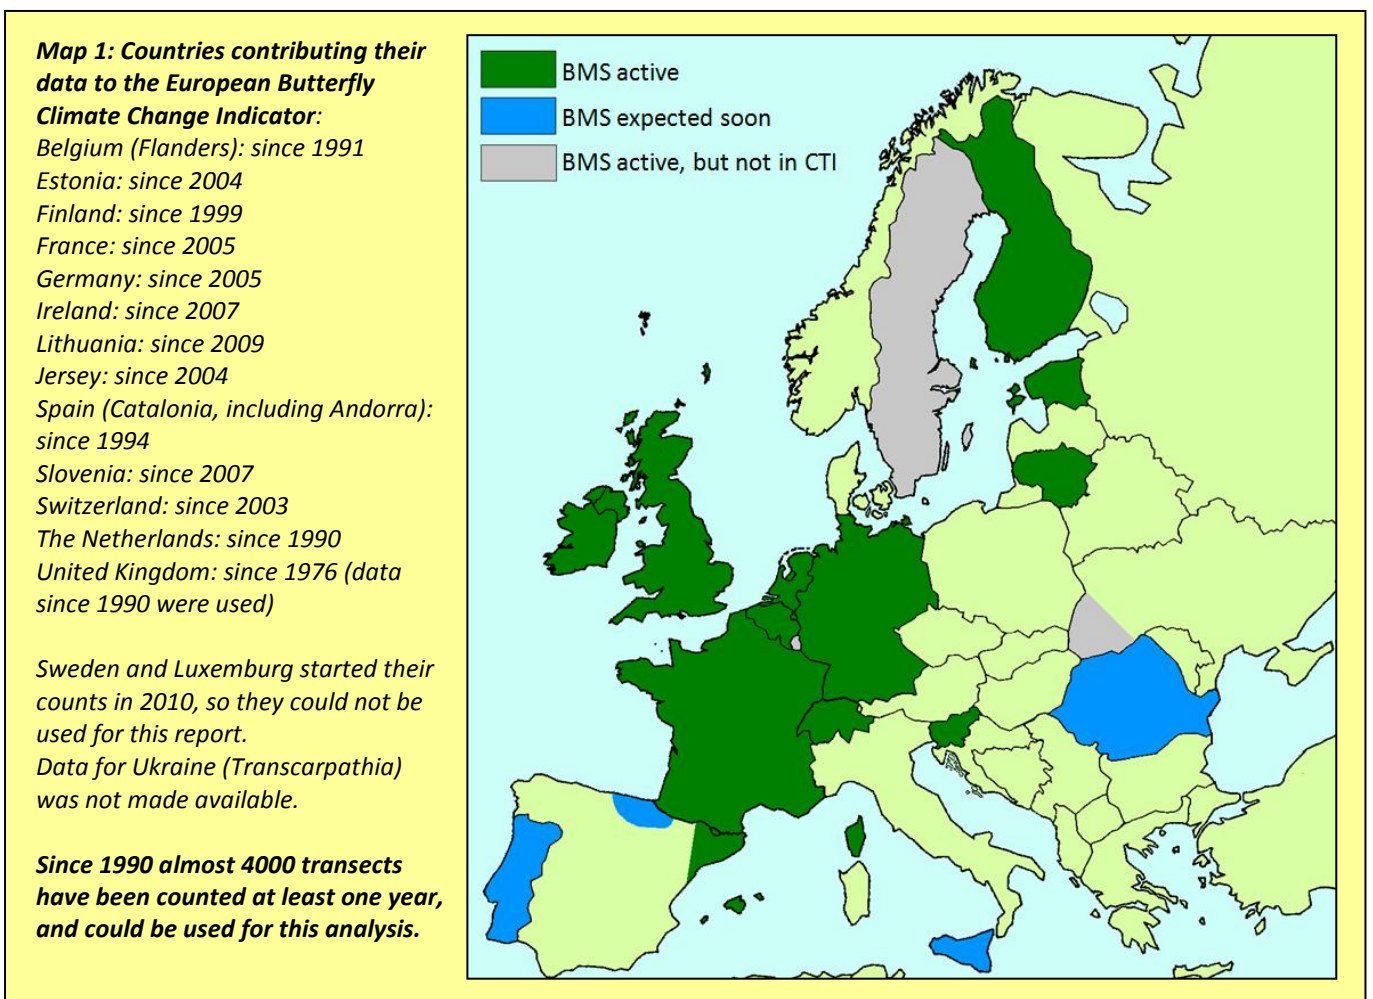 Map 1: Countries contributing their
data to the European Butterfly
Climate Change Indicator:
Belgium (Flanders): since 1991
Estonia: since 2004
Finland: since 1999
France: since 2005
Germany: since 2005
Ireland: since 2007
Lithuania: since 2009
Jersey: since 2004
Spain (Catalonia, including Andorra):
since 1994
Slovenia: since 2007
Switzerland: since 2003
The Netherlands: since 1990
United Kingdom: since 1976 (data
since 1990 were used)
Sweden and Luxemburg started their
counts in 2010, so they could not be
used for this report.
Data for Ukraine (Transcarpathia)
was not made available.
Since 1990 almost 4000 transects
have been counted at least one year,
and could be used for this analysis.
BMS active
BMS expected soon
BMS active, but not in CTI